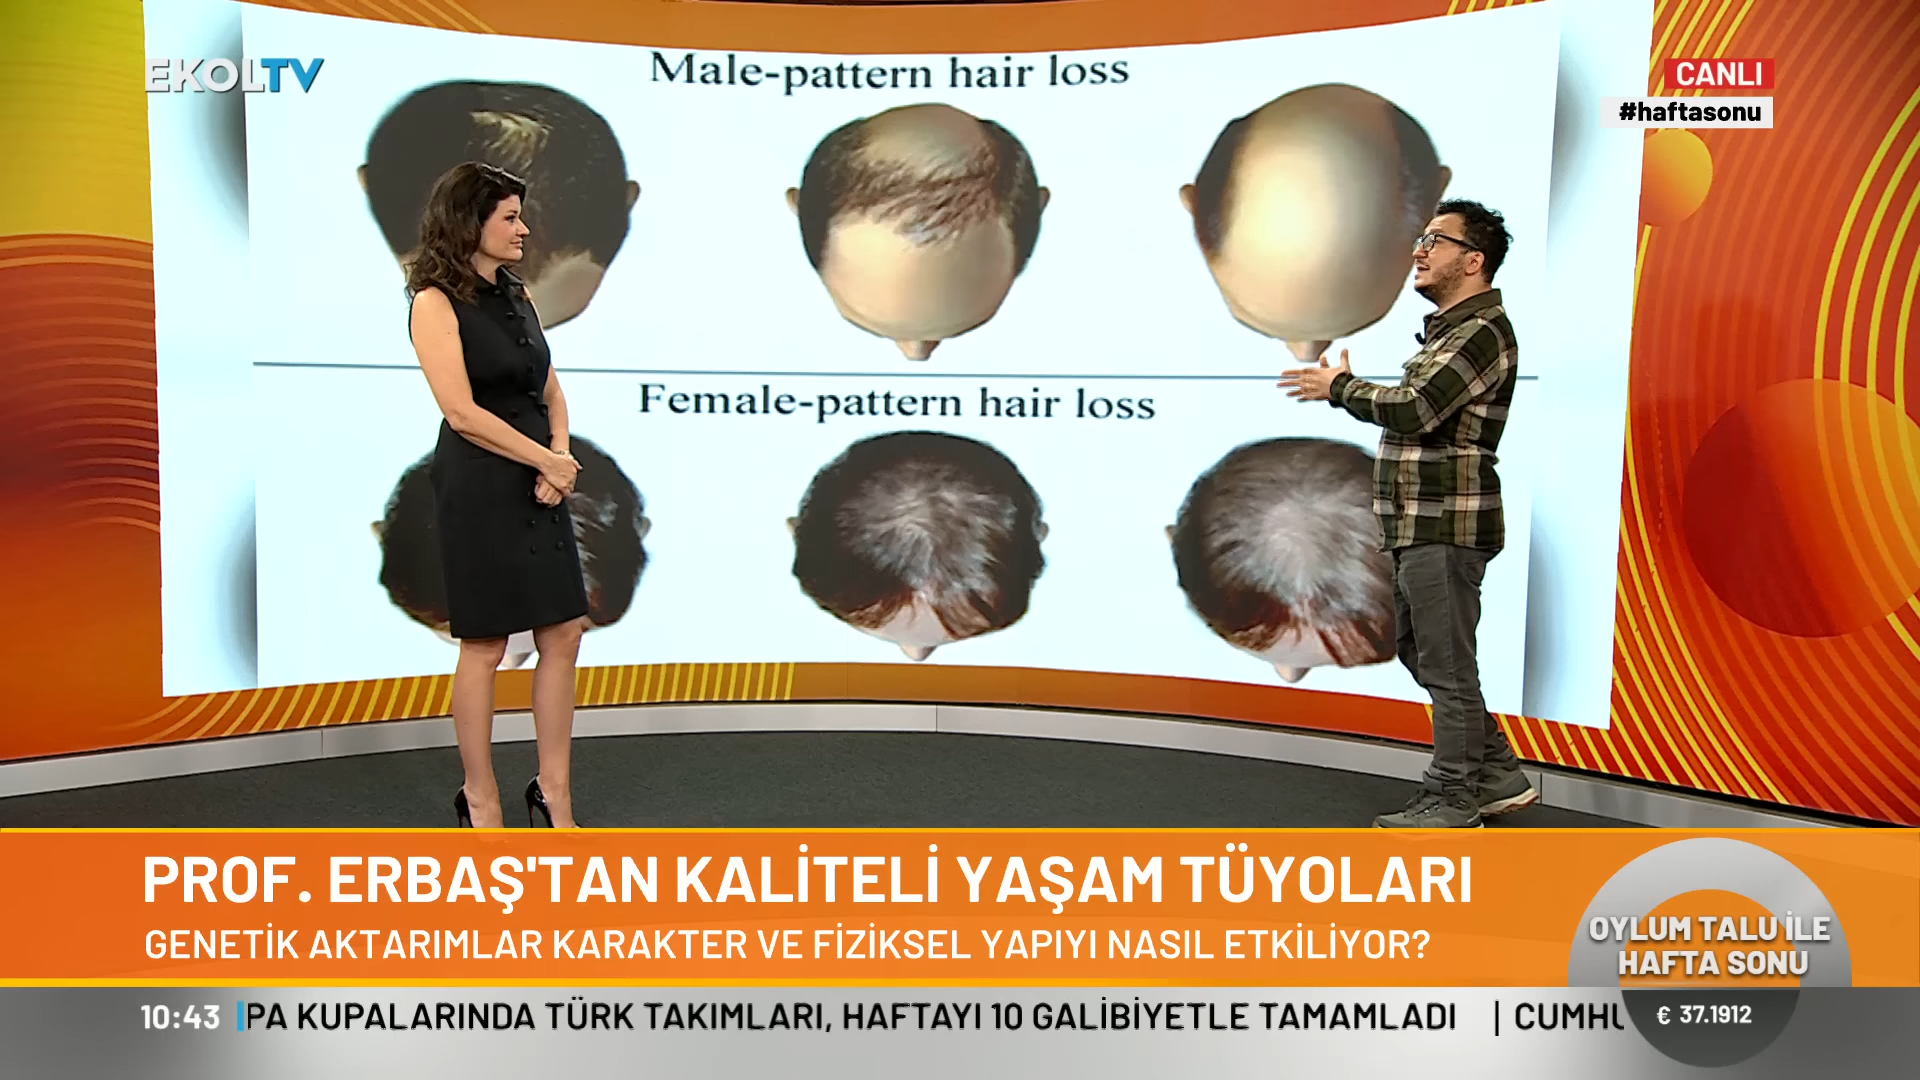 EKOLTV
Male-pattern hair loss
CANLI
#haftasonu
Female-pattern hair loss
PROF. ERBAŞ'TAN KALİTELİ YAŞAM TÜYOLARI
GENETİK AKTARIMLAR KARAKTER VE FİZİKSEL YAPIYI NASIL ETKİLİYOR?
OYLUM TALU İLE
HAFTA SONU
10:43 PA KUPALARINDA TÜRK TAKIMLARI, HAFTAYI 10 GALİBİYETLE TAMAMLADI | CUMHU
€ 37.1912